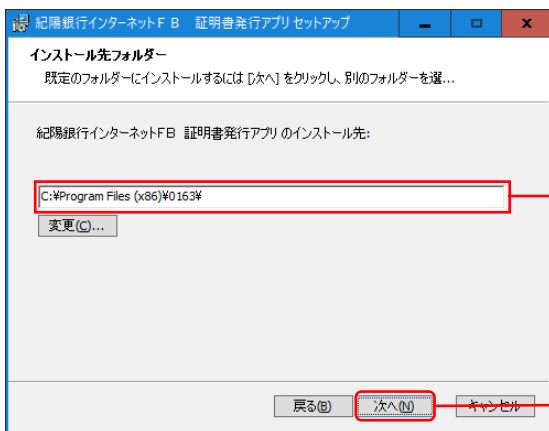 紀陽銀行インターネットＦＢ　証明書発行アプリ セットアップ
インストール先フォルダー
既定のフォルダーにインストールするには [次へ] をクリックし、別のフォルダーを選...
紀陽銀行インターネットFB 証明書発行アプリ のインストール先:
C:¥Program Files (x86)¥0163¥
変更(C)...
戻る(B) 次へ(N) キャンセル